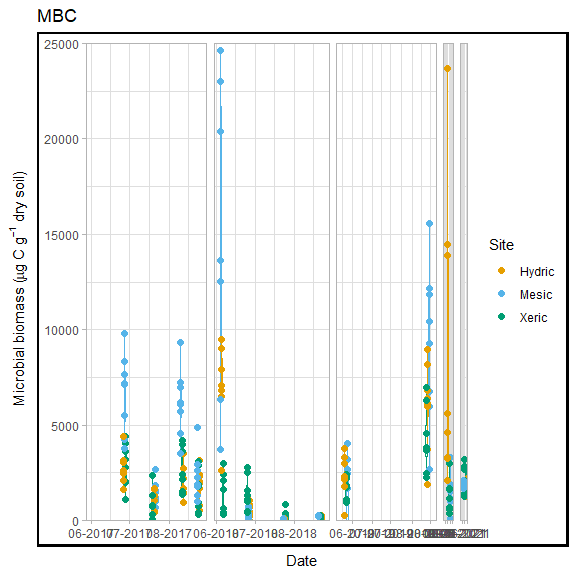 MBC
25000
20000
15000
10000
5000
0
Microbial biomass (µg C g⁻¹ dry soil)
06-2017 07-2017 08-2017 06-2018 07-2018 08-2018 06-2019
Date
Site
Hydric
Mesic
Xeric